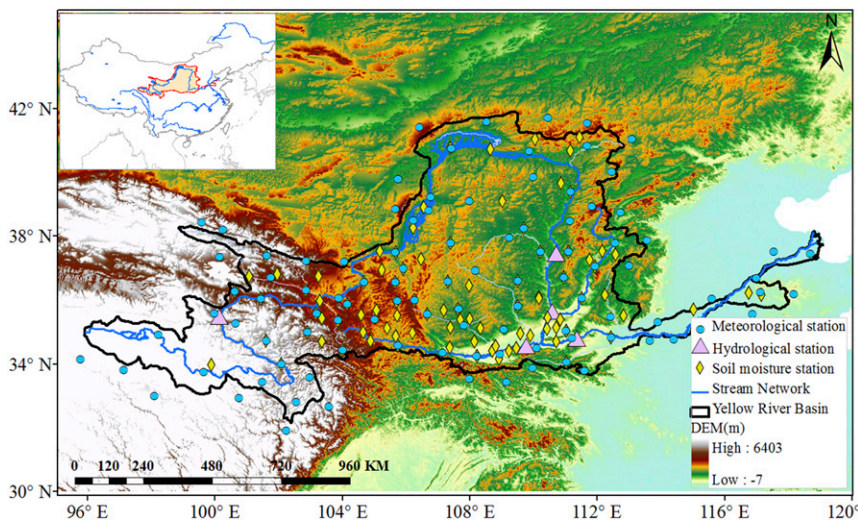 N
42° N
38° N
34° N
30° N
Meteorological station
Hydrological station
Soil moisture station
Stream Network
Yellow River Basin
DEM(m)
High : 6403
Low : -7
0 120 240 480 720 960 KM
96° E 100° E 104° E 108° E 112° E 116° E 120° E